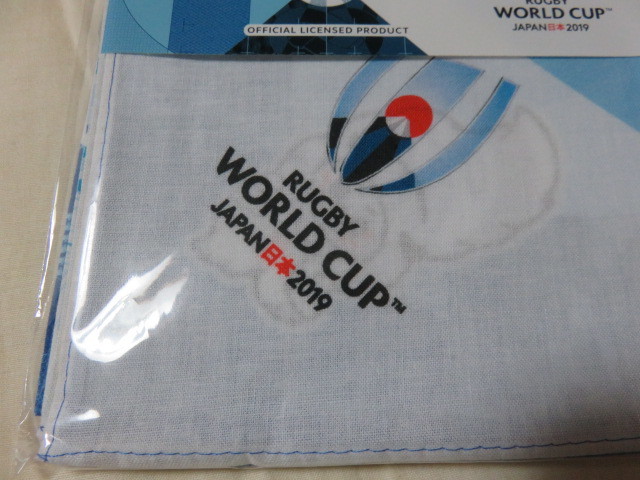 OFFICIAL LICENSED PRODUCT
RUGBY
WORLD CUP™
JAPAN日本2019
RUGBY
WORLD CUP™
JAPAN日本2019